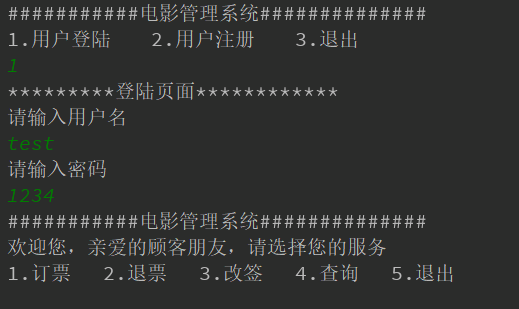 ###########电影管理系统##############
1.用户登陆    2.用户注册    3.退出
1
*********登陆页面************
请输入用户名
test
请输入密码
1234
###########电影管理系统##############
欢迎您，亲爱的顾客朋友，请选择您的服务
1.订票   2.退票   3.改签   4.查询   5.退出